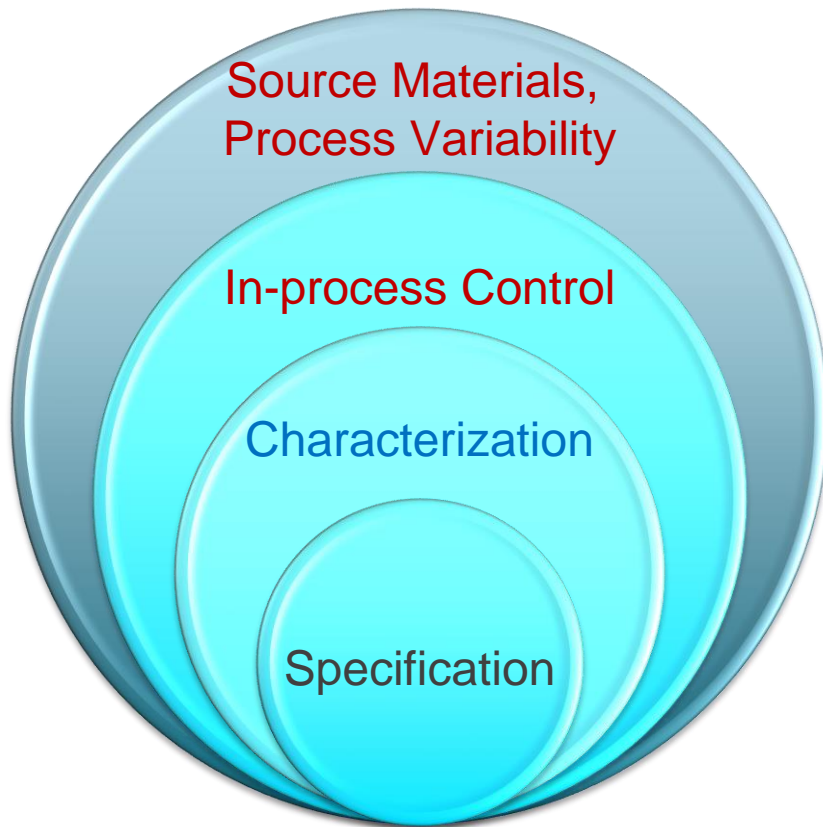 Source Materials,
Process Variability
In-process Control
Characterization
Specification